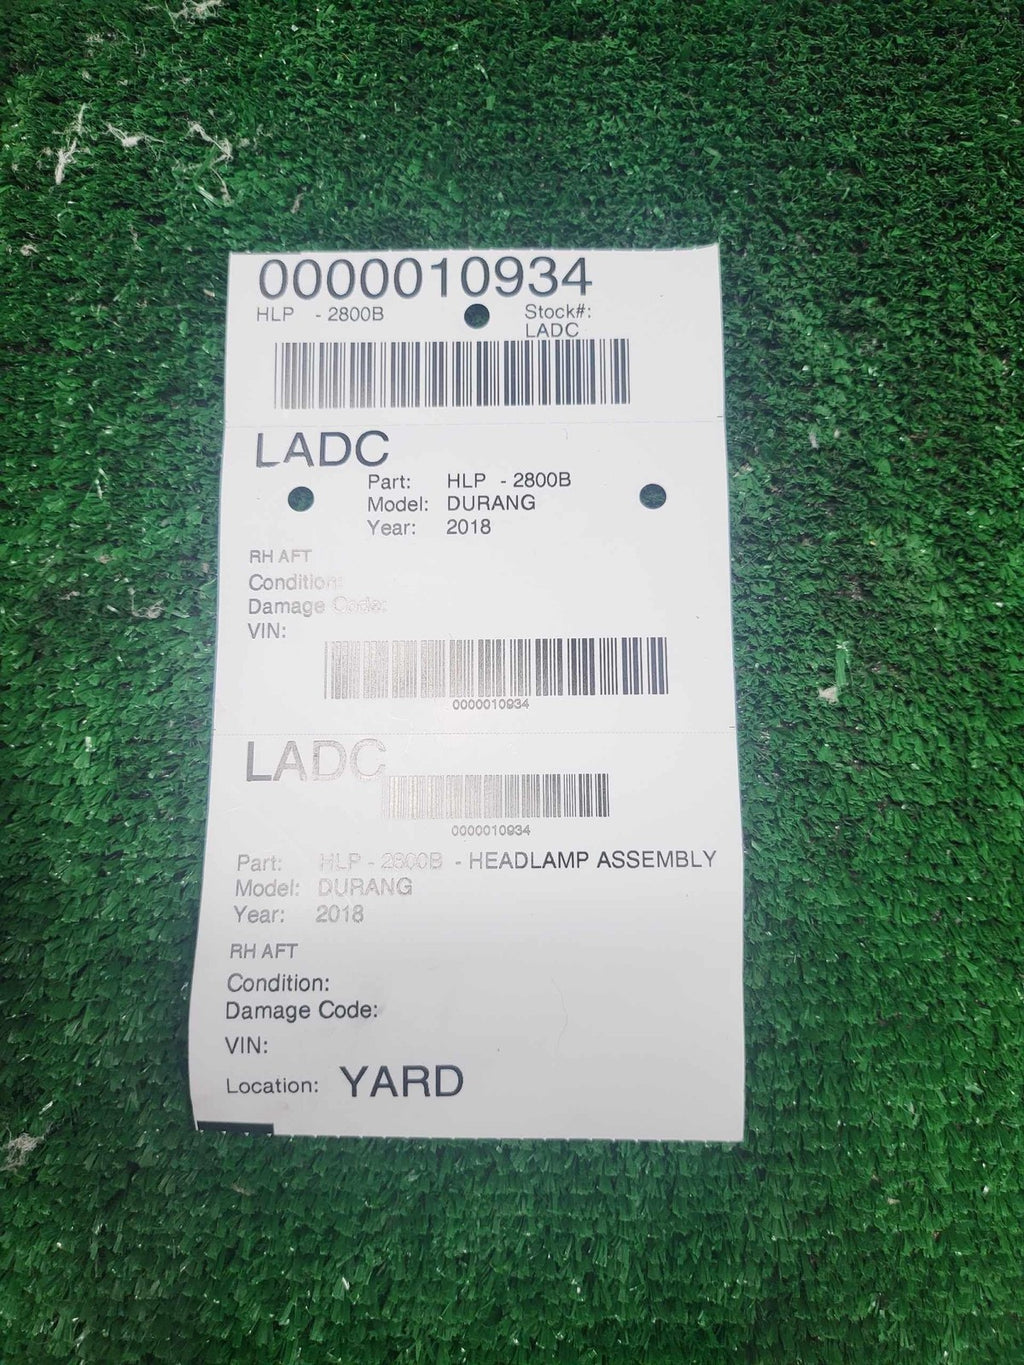 0000010934
HLP - 2800B
Stock#:
LADC
LADC
Part: HLP - 2800B
Model: DURANG
Year: 2018
RH AFT
Condition:
Damage Code:
VIN:
0000010934
LADC
0000010934
Part: HLP - 2800B - HEADLAMP ASSEMBLY
Model: DURANG
Year: 2018
RH AFT
Condition:
Damage Code:
VIN:
Location: YARD